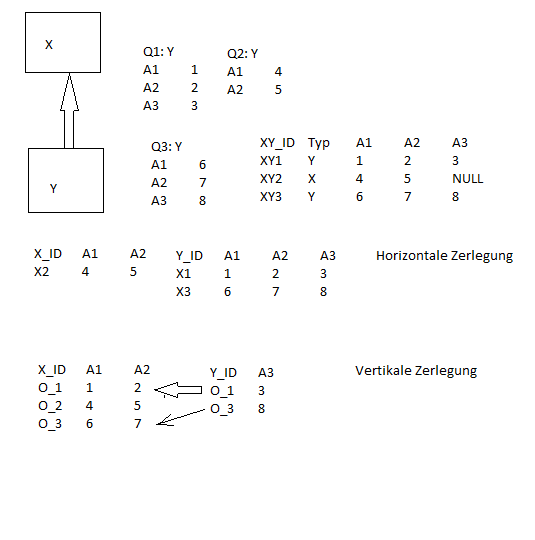 X
Y
Q1: Y
A1 1
A2 2
A3 3
Q2: Y
A1 4
A2 5
Q3: Y
A1 6
A2 7
A3 8
XY_ID Typ A1 A2 A3
XY1 Y 1 2 3
XY2 X 4 5 NULL
XY3 Y 6 7 8
X_ID A1 A2
X2 4 5
Y_ID A1 A2 A3
X1 1 2 3
X3 6 7 8
Horizontale Zerlegung
X_ID A1 A2
O_1 1 2
O_2 4 5
O_3 6 7
Y_ID A3
O_1 3
O_3 8
Vertikale Zerlegung